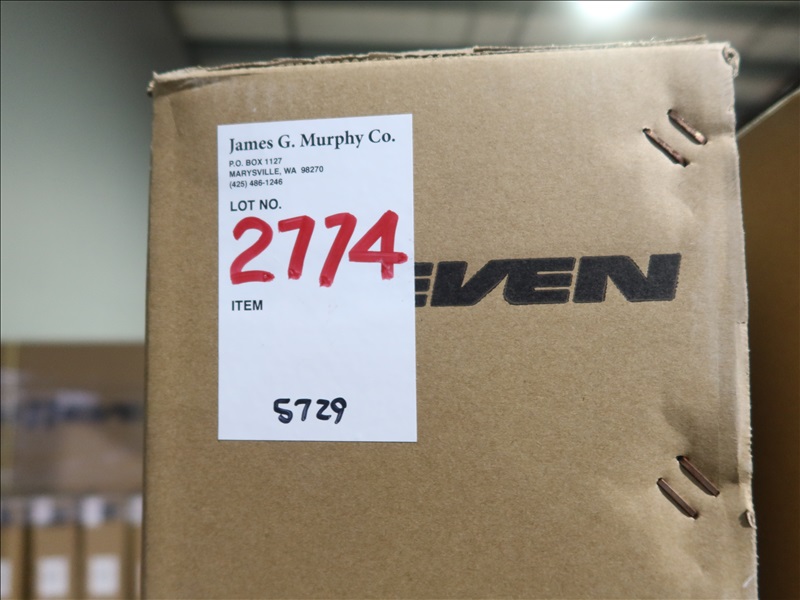 James G. Murphy Co.
P.O. BOX 1127
MARYSVILLE, WA 98270
(425) 486-1246
LOT NO.
2774
EVEN
ITEM
5729